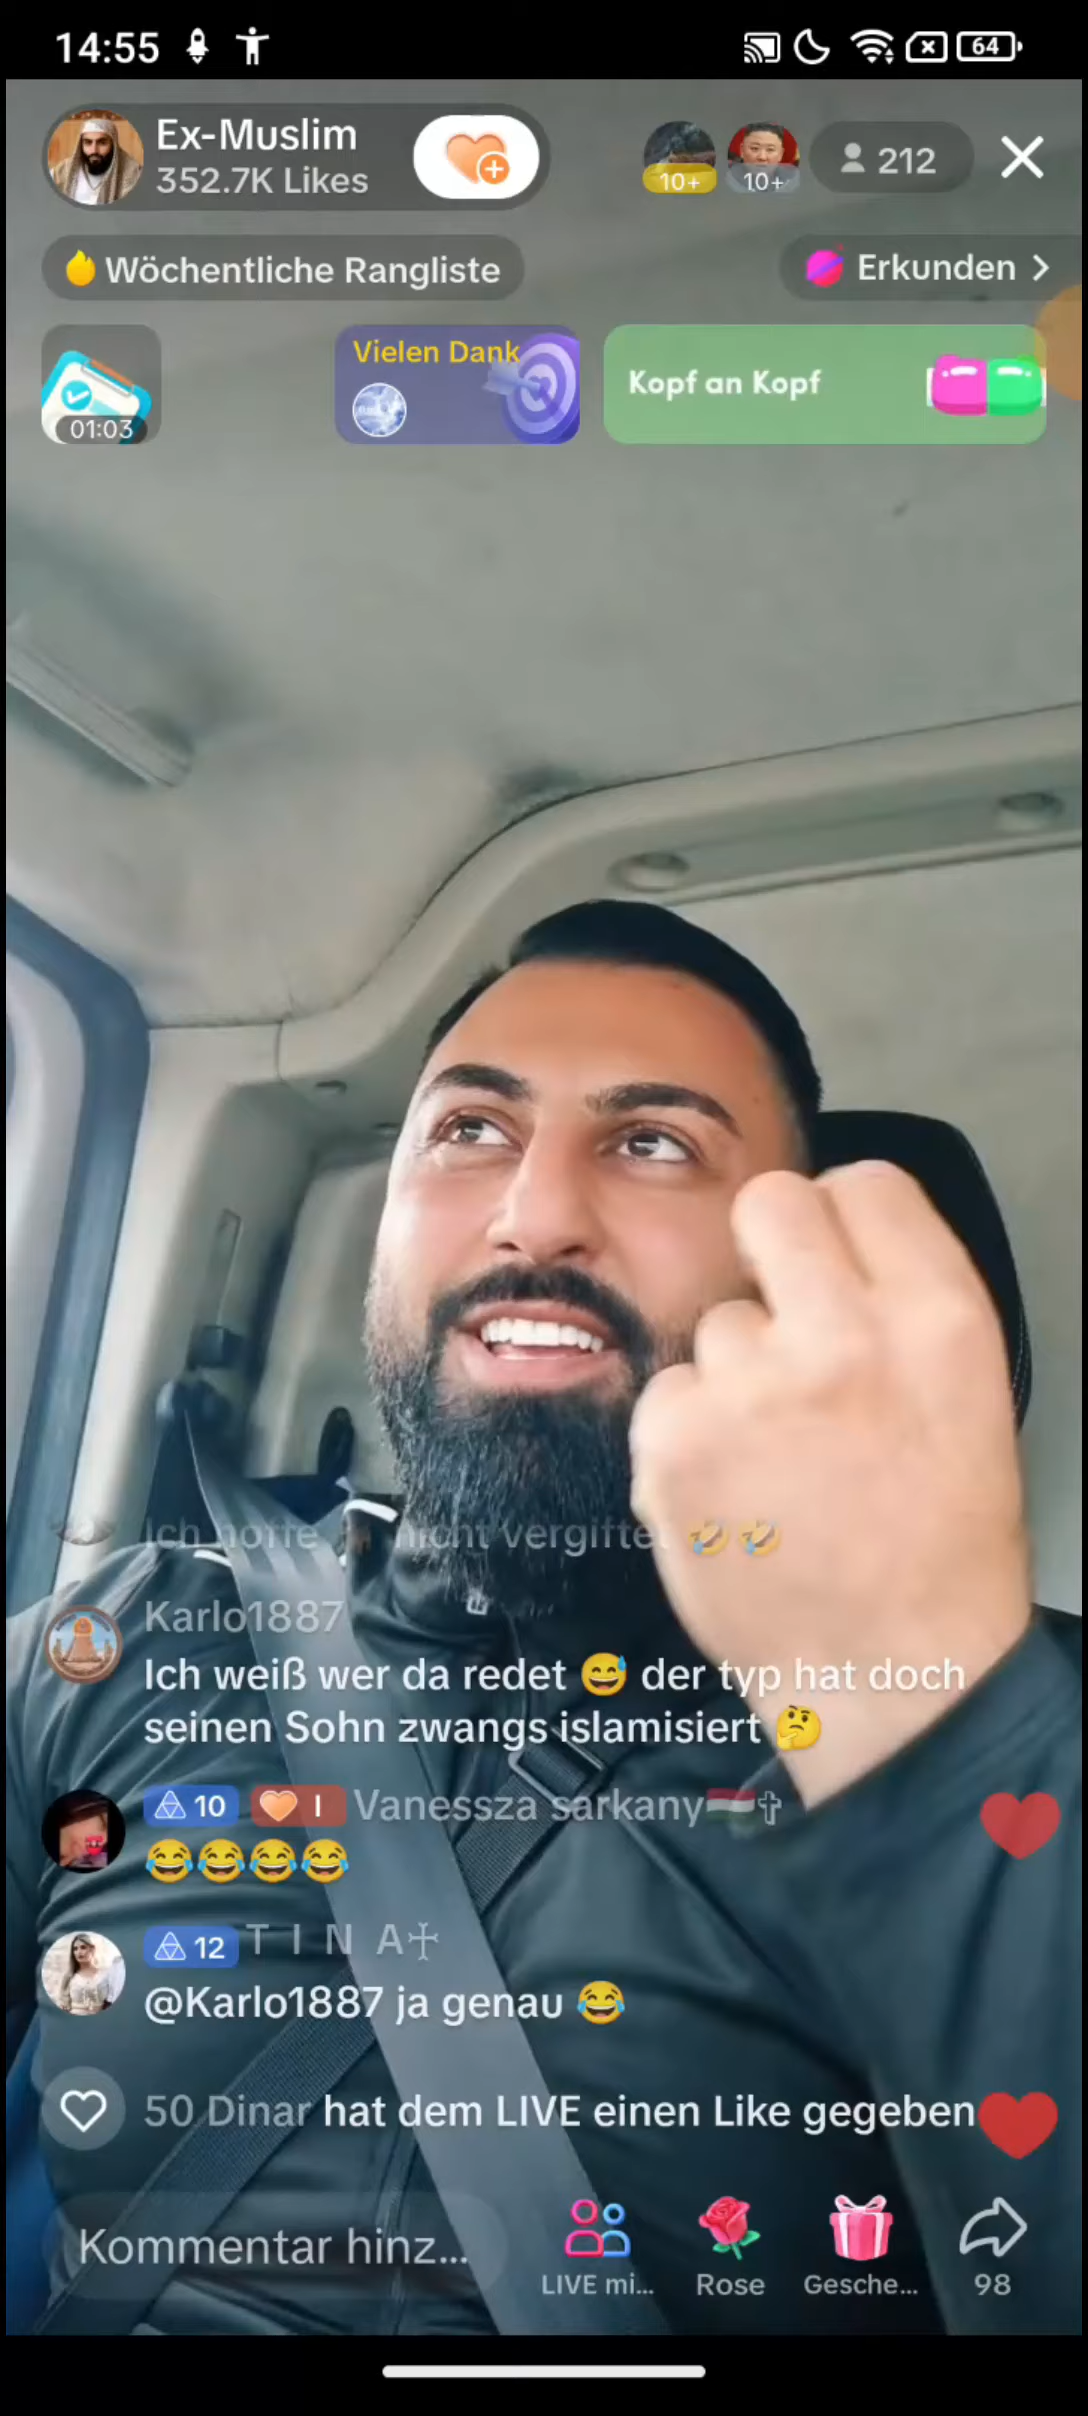 14:55
64
Ex-Muslim
352.7K Likes
10+
10+
212
Wöchentliche Rangliste
Erkunden
01:03
Vielen Dank
Kopf an Kopf
Ich hoffe nicht vergiftet 🤣🤣
Karlo1887
Ich weiß wer da redet 😅 der typ hat doch
seinen Sohn zwangs islamisiert 🤔
10 I Vanessza sarkany🇭🇺✝
😂😂😂😂
12 T I N A☩
@Karlo1887 ja genau 😂
50 Dinar hat dem LIVE einen Like gegeben
Kommentar hinz...
LIVE mi...
Rose
Gesche...
98